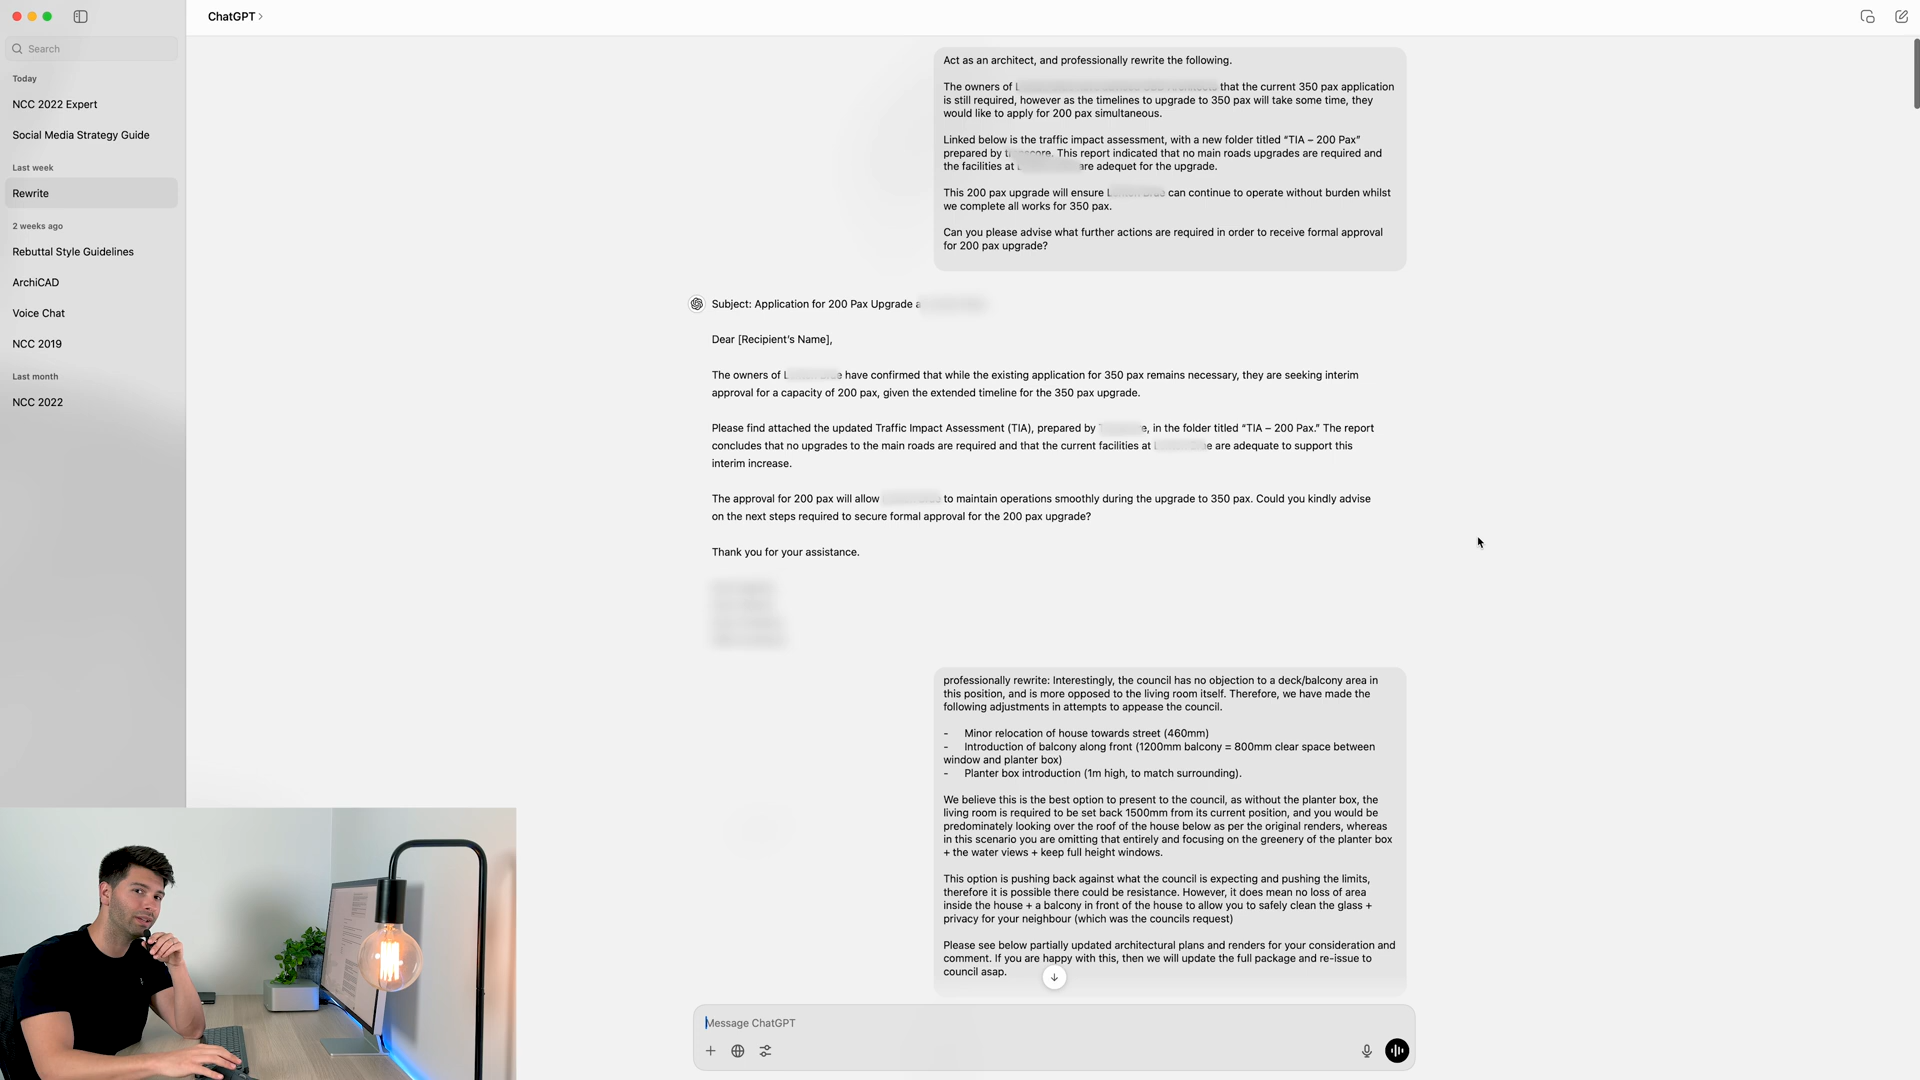 ChatGPT
Search
Today
NCC 2022 Expert
Social Media Strategy Guide
Last week
Rewrite
2 weeks ago
Rebuttal Style Guidelines
ArchiCAD
Voice Chat
NCC 2019
Last month
NCC 2022
Act as an architect, and professionally rewrite the following.
The owners of that the current 350 pax application
is still required, however as the timelines to upgrade to 350 pax will take some time, they
would like to apply for 200 pax simultaneous.
Linked below is the traffic impact assessment, with a new folder titled “TIA – 200 Pax”
prepared by This report indicated that no main roads upgrades are required and
the facilities at are adequet for the upgrade.
This 200 pax upgrade will ensure can continue to operate without burden whilst
we complete all works for 350 pax.
Can you please advise what further actions are required in order to receive formal approval
for 200 pax upgrade?
Subject: Application for 200 Pax Upgrade
Dear [Recipient’s Name],
The owners of have confirmed that while the existing application for 350 pax remains necessary, they are seeking interim
approval for a capacity of 200 pax, given the extended timeline for the 350 pax upgrade.
Please find attached the updated Traffic Impact Assessment (TIA), prepared by in the folder titled “TIA – 200 Pax.” The report
concludes that no upgrades to the main roads are required and that the current facilities at are adequate to support this
interim increase.
The approval for 200 pax will allow to maintain operations smoothly during the upgrade to 350 pax. Could you kindly advise
on the next steps required to secure formal approval for the 200 pax upgrade?
Thank you for your assistance.
professionally rewrite: Interestingly, the council has no objection to a deck/balcony area in
this position, and is more opposed to the living room itself. Therefore, we have made the
following adjustments in attempts to appease the council.
- Minor relocation of house towards street (460mm)
- Introduction of balcony along front (1200mm balcony = 800mm clear space between
window and planter box)
- Planter box introduction (1m high, to match surrounding).
We believe this is the best option to present to the council, as without the planter box, the
living room is required to be set back 1500mm from its current position, and you would be
predominately looking over the roof of the house below as per the original renders, whereas
in this scenario you are omitting that entirely and focusing on the greenery of the planter box
+ the water views + keep full height windows.
This option is pushing back against what the council is expecting and pushing the limits,
therefore it is possible there could be resistance. However, it does mean no loss of area
inside the house + a balcony in front of the house to allow you to safely clean the glass +
privacy for your neighbour (which was the councils request)
Please see below partially updated architectural plans and renders for your consideration and
comment. If you are happy with this, then we will update the full package and re-issue to
council asap.
Message ChatGPT